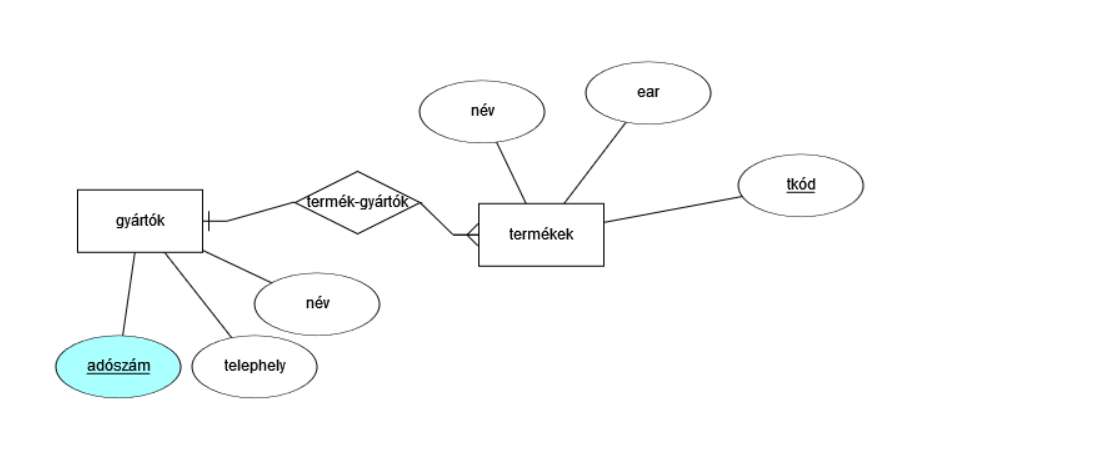 ear
név
tkód
termék-gyártók
gyártók
termékek
név
adószám
telephely